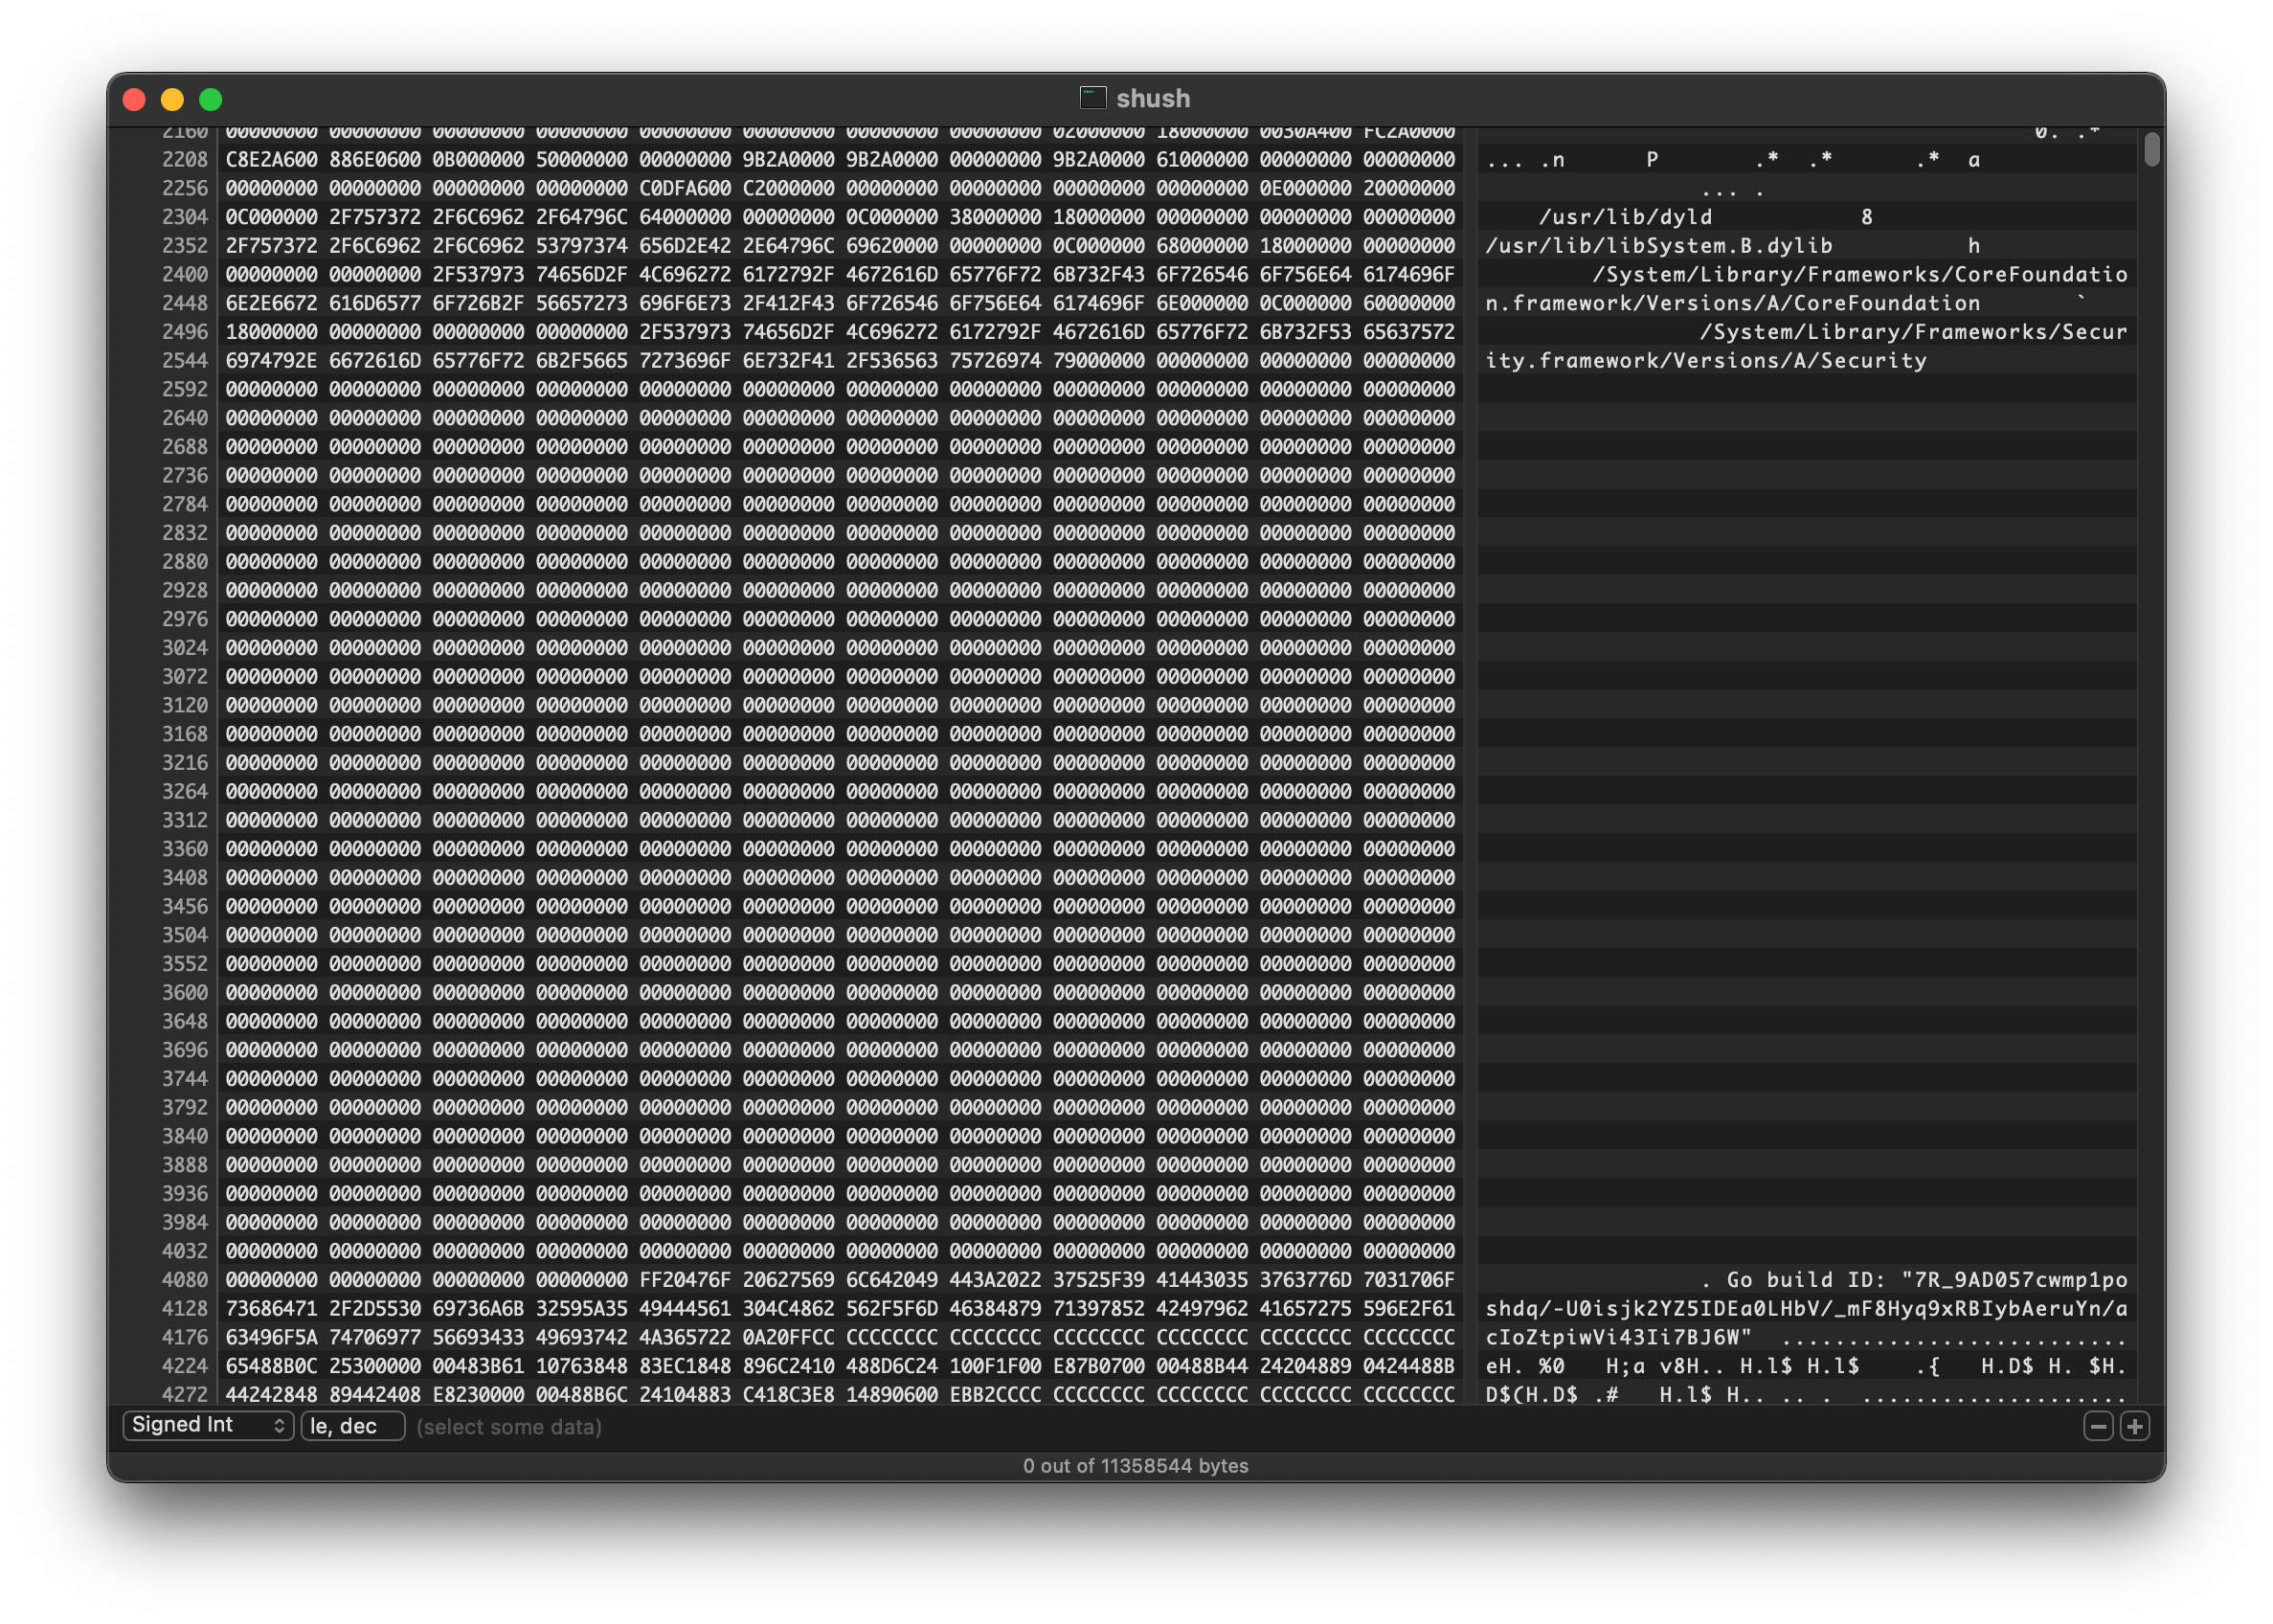 shush
2160 00000000 00000000 00000000 00000000 00000000 00000000 00000000 00000000 02000000 18000000 0030A400 FC2A0000 0. .*
2208 C8E2A600 886E0600 0B000000 50000000 00000000 9B2A0000 9B2A0000 00000000 9B2A0000 61000000 00000000 00000000 ... .n P .* .* .* a
2256 00000000 00000000 00000000 00000000 C0DFA600 C2000000 00000000 00000000 00000000 00000000 0E000000 20000000 ... .
2304 0C000000 2F757372 2F6C6962 2F64796C 64000000 00000000 0C000000 38000000 18000000 00000000 00000000 00000000 /usr/lib/dyld 8
2352 2F757372 2F6C6962 2F6C6962 53797374 656D2E42 2E64796C 69620000 00000000 0C000000 68000000 18000000 00000000 /usr/lib/libSystem.B.dylib h
2400 00000000 00000000 2F537973 74656D2F 4C696272 6172792F 4672616D 65776F72 6B732F43 6F726546 6F756E64 6174696F /System/Library/Frameworks/CoreFoundatio
2448 6E2E6672 616D6577 6F726B2F 56657273 696F6E73 2F412F43 6F726546 6F756E64 6174696F 6E000000 0C000000 60000000 n.framework/Versions/A/CoreFoundation `
2496 18000000 00000000 00000000 00000000 2F537973 74656D2F 4C696272 6172792F 4672616D 65776F72 6B732F53 65637572 /System/Library/Frameworks/Secur
2544 6974792E 6672616D 65776F72 6B2F5665 7273696F 6E732F41 2F536563 75726974 79000000 00000000 00000000 00000000 ity.framework/Versions/A/Security
2592 00000000 00000000 00000000 00000000 00000000 00000000 00000000 00000000 00000000 00000000 00000000 00000000
2640 00000000 00000000 00000000 00000000 00000000 00000000 00000000 00000000 00000000 00000000 00000000 00000000
2688 00000000 00000000 00000000 00000000 00000000 00000000 00000000 00000000 00000000 00000000 00000000 00000000
2736 00000000 00000000 00000000 00000000 00000000 00000000 00000000 00000000 00000000 00000000 00000000 00000000
2784 00000000 00000000 00000000 00000000 00000000 00000000 00000000 00000000 00000000 00000000 00000000 00000000
2832 00000000 00000000 00000000 00000000 00000000 00000000 00000000 00000000 00000000 00000000 00000000 00000000
2880 00000000 00000000 00000000 00000000 00000000 00000000 00000000 00000000 00000000 00000000 00000000 00000000
2928 00000000 00000000 00000000 00000000 00000000 00000000 00000000 00000000 00000000 00000000 00000000 00000000
2976 00000000 00000000 00000000 00000000 00000000 00000000 00000000 00000000 00000000 00000000 00000000 00000000
3024 00000000 00000000 00000000 00000000 00000000 00000000 00000000 00000000 00000000 00000000 00000000 00000000
3072 00000000 00000000 00000000 00000000 00000000 00000000 00000000 00000000 00000000 00000000 00000000 00000000
3120 00000000 00000000 00000000 00000000 00000000 00000000 00000000 00000000 00000000 00000000 00000000 00000000
3168 00000000 00000000 00000000 00000000 00000000 00000000 00000000 00000000 00000000 00000000 00000000 00000000
3216 00000000 00000000 00000000 00000000 00000000 00000000 00000000 00000000 00000000 00000000 00000000 00000000
3264 00000000 00000000 00000000 00000000 00000000 00000000 00000000 00000000 00000000 00000000 00000000 00000000
3312 00000000 00000000 00000000 00000000 00000000 00000000 00000000 00000000 00000000 00000000 00000000 00000000
3360 00000000 00000000 00000000 00000000 00000000 00000000 00000000 00000000 00000000 00000000 00000000 00000000
3408 00000000 00000000 00000000 00000000 00000000 00000000 00000000 00000000 00000000 00000000 00000000 00000000
3456 00000000 00000000 00000000 00000000 00000000 00000000 00000000 00000000 00000000 00000000 00000000 00000000
3504 00000000 00000000 00000000 00000000 00000000 00000000 00000000 00000000 00000000 00000000 00000000 00000000
3552 00000000 00000000 00000000 00000000 00000000 00000000 00000000 00000000 00000000 00000000 00000000 00000000
3600 00000000 00000000 00000000 00000000 00000000 00000000 00000000 00000000 00000000 00000000 00000000 00000000
3648 00000000 00000000 00000000 00000000 00000000 00000000 00000000 00000000 00000000 00000000 00000000 00000000
3696 00000000 00000000 00000000 00000000 00000000 00000000 00000000 00000000 00000000 00000000 00000000 00000000
3744 00000000 00000000 00000000 00000000 00000000 00000000 00000000 00000000 00000000 00000000 00000000 00000000
3792 00000000 00000000 00000000 00000000 00000000 00000000 00000000 00000000 00000000 00000000 00000000 00000000
3840 00000000 00000000 00000000 00000000 00000000 00000000 00000000 00000000 00000000 00000000 00000000 00000000
3888 00000000 00000000 00000000 00000000 00000000 00000000 00000000 00000000 00000000 00000000 00000000 00000000
3936 00000000 00000000 00000000 00000000 00000000 00000000 00000000 00000000 00000000 00000000 00000000 00000000
3984 00000000 00000000 00000000 00000000 00000000 00000000 00000000 00000000 00000000 00000000 00000000 00000000
4032 00000000 00000000 00000000 00000000 00000000 00000000 00000000 00000000 00000000 00000000 00000000 00000000
4080 00000000 00000000 00000000 00000000 FF20476F 20627569 6C642049 443A2022 37525F39 41443035 3763776D 7031706F . Go build ID: "7R_9AD057cwmp1po
4128 73686471 2F2D5530 69736A6B 32595A35 49444561 304C4862 562F5F6D 46384879 71397852 42497962 41657275 596E2F61 shdq/-U0isjk2YZ5IDEa0LHbV/_mF8Hyq9xRBIybAeruYn/a
4176 63496F5A 74706977 56693433 49693742 4A365722 0A20FFCC CCCCCCCC CCCCCCCC CCCCCCCC CCCCCCCC CCCCCCCC CCCCCCCC cIoZtpiwVi43Ii7BJ6W" ..........................
4224 65488B0C 25300000 00483B61 10763848 83EC1848 896C2410 488D6C24 100F1F00 E87B0700 00488B44 24204889 0424488B eH. %0 H;a v8H.. H.l$ H.l$ .{ H.D$ H. $H.
4272 44242848 89442408 E8230000 00488B6C 24104883 C418C3E8 14890600 EBB2CCCC CCCCCCCC CCCCCCCC CCCCCCCC CCCCCCCC D$(H.D$ .# H.l$ H.. .. . ....................
Signed Int le, dec (select some data)
0 out of 11358544 bytes